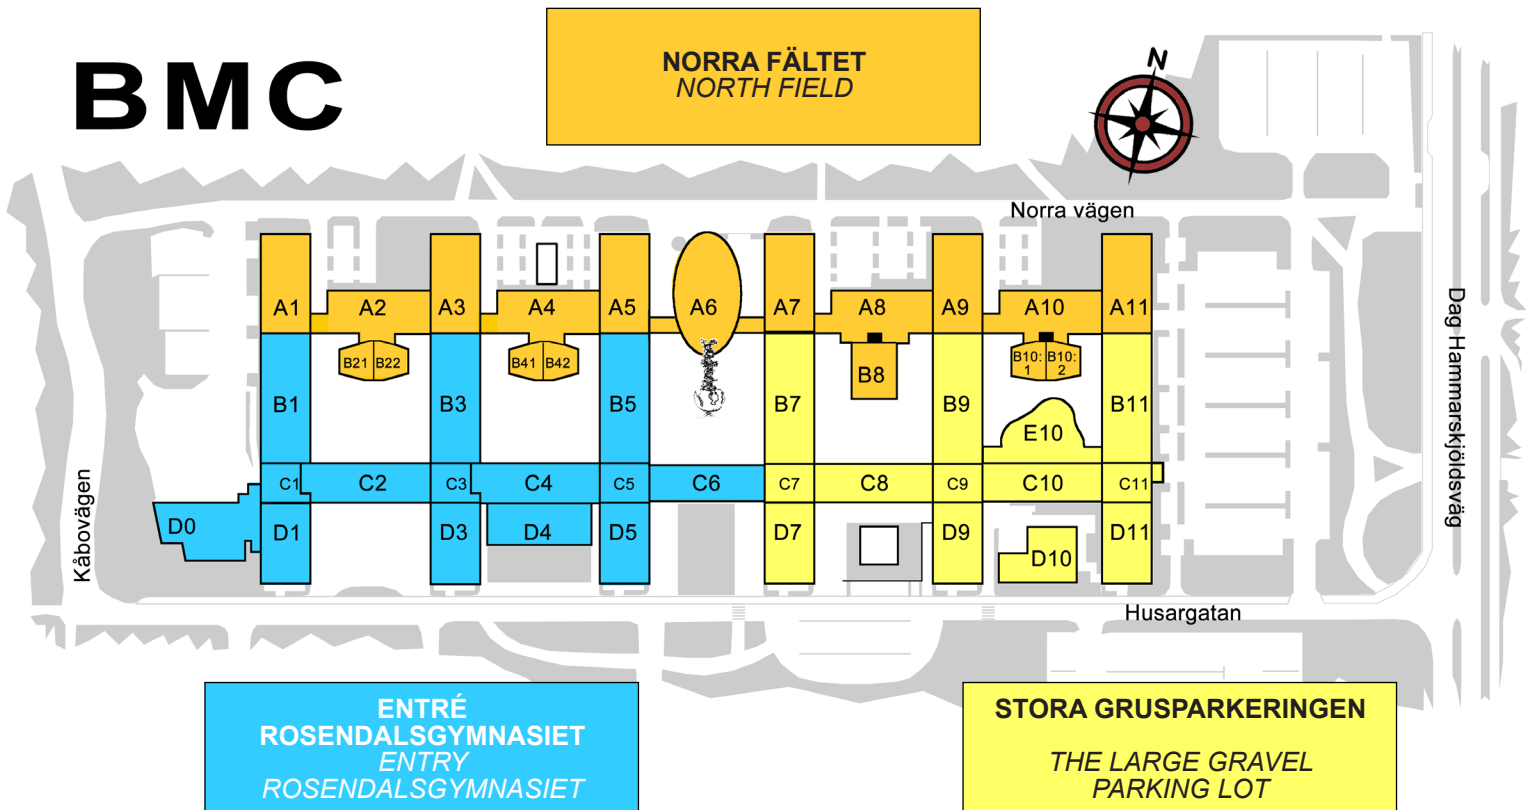 BMC
NORRA FÄLTET
NORTH FIELD
N
Norra vägen
A1
A2
A3
A4
A5
A6
A7
A8
A9
A10
A11
B21
B22
B41
B42
B8
B10:
1
B10:
2
B1
B3
B5
B7
B9
B11
E10
C1
C2
C3
C4
C5
C6
C7
C8
C9
C10
C11
D0
D1
D3
D4
D5
D7
D9
D10
D11
Kåbovägen
Dag Hammarskjöldsväg
Husargatan
ENTRÉ
ROSENDALSGYMNASIET
ENTRY
ROSENDALSGYMNASIET
STORA GRUSPARKERINGEN
THE LARGE GRAVEL
PARKING LOT